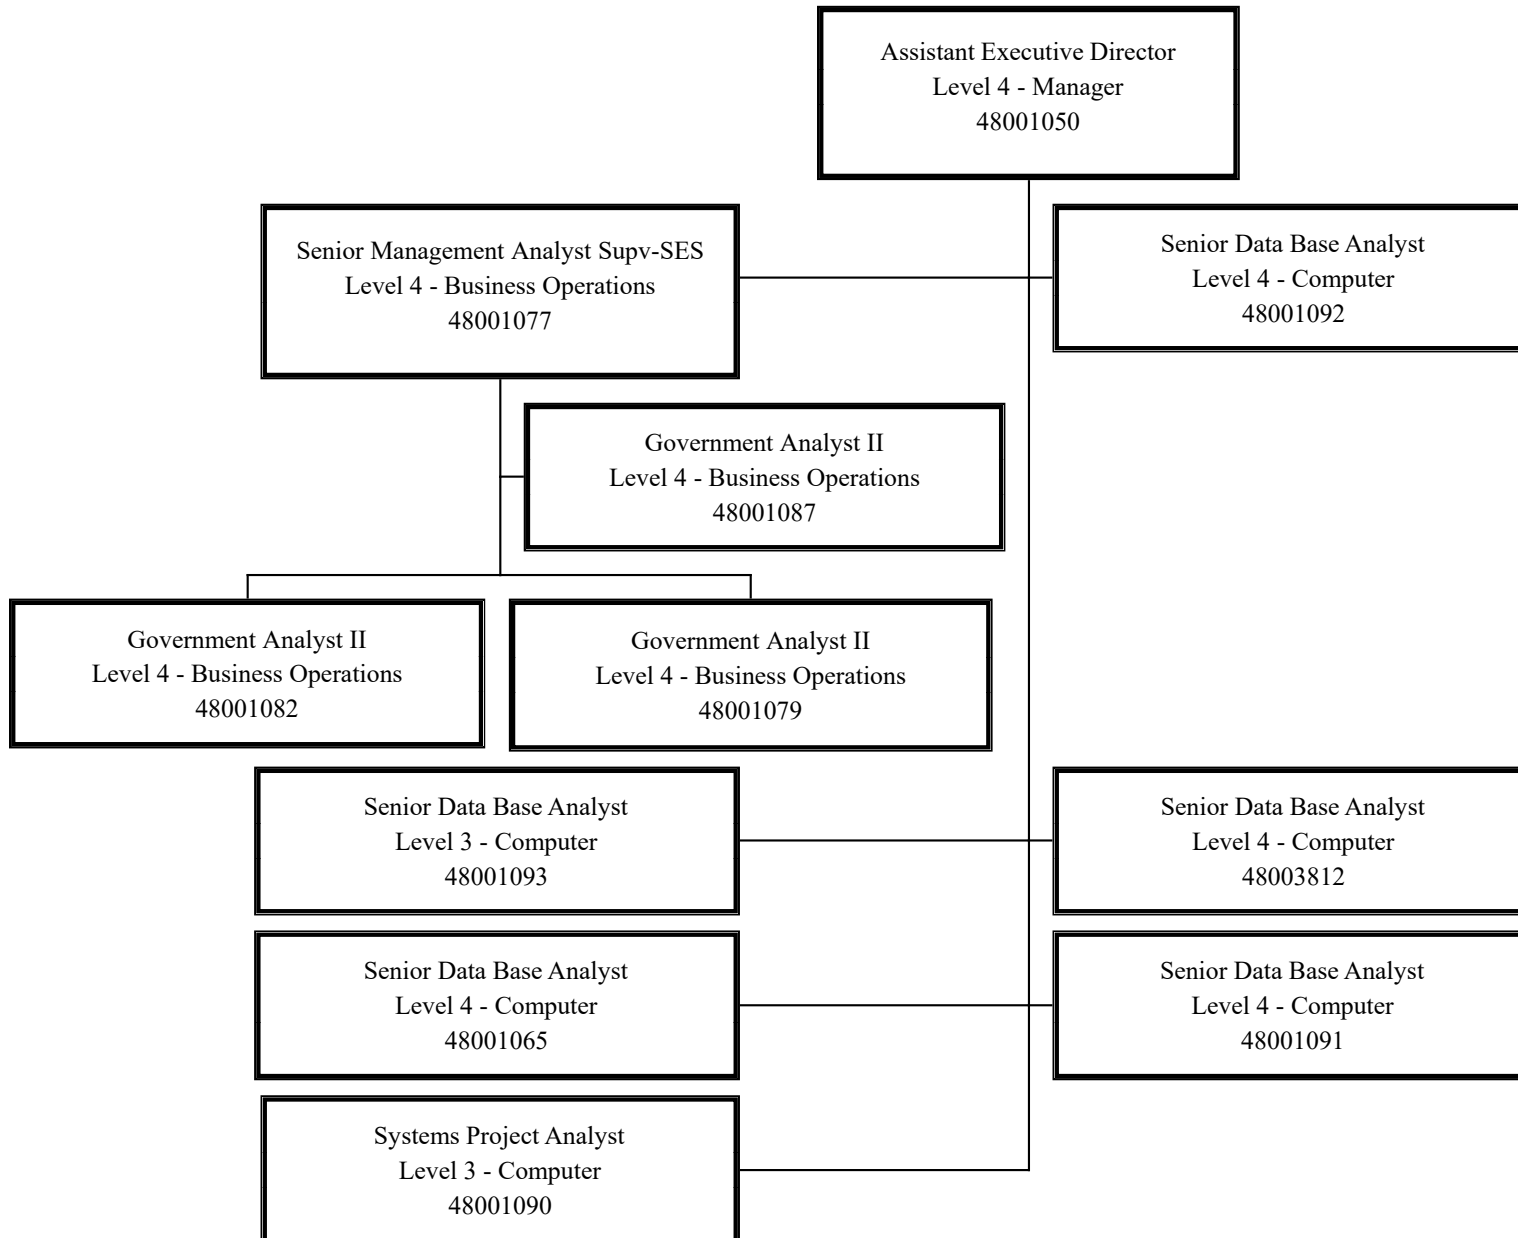 Assistant Executive Director
Level 4 - Manager
48001050
Senior Management Analyst Supv-SES
Level 4 - Business Operations
48001077
Senior Data Base Analyst
Level 4 - Computer
48001092
Government Analyst II
Level 4 - Business Operations
48001087
Government Analyst II
Level 4 - Business Operations
48001082
Government Analyst II
Level 4 - Business Operations
48001079
Senior Data Base Analyst
Level 3 - Computer
48001093
Senior Data Base Analyst
Level 4 - Computer
48003812
Senior Data Base Analyst
Level 4 - Computer
48001065
Senior Data Base Analyst
Level 4 - Computer
48001091
Systems Project Analyst
Level 3 - Computer
48001090